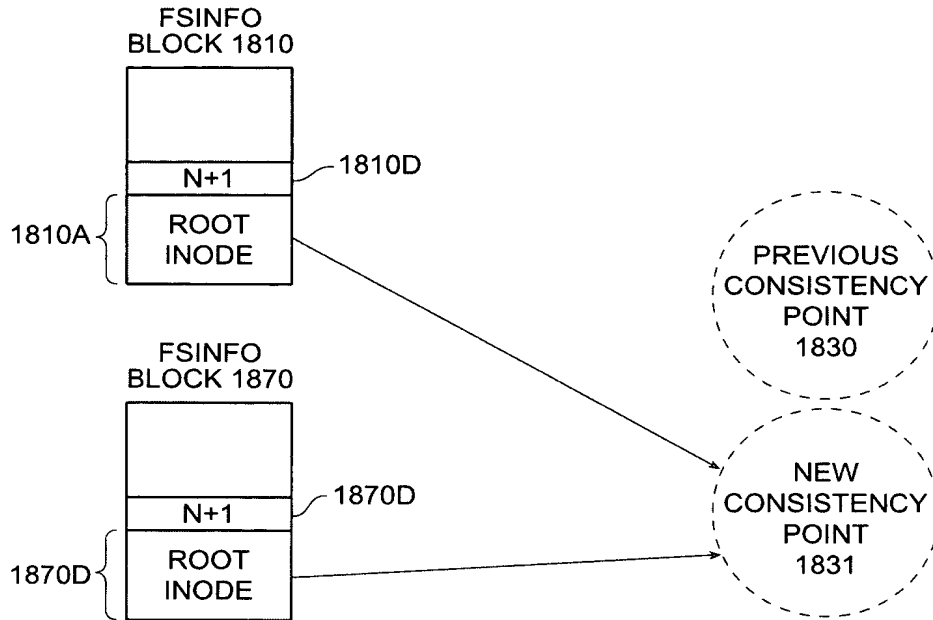 FSINFO
BLOCK 1810
N+1
1810D
1810A
ROOT
INODE
PREVIOUS
CONSISTENCY
POINT
1830
FSINFO
BLOCK 1870
N+1
1870D
1870D
ROOT
INODE
NEW
CONSISTENCY
POINT
1831